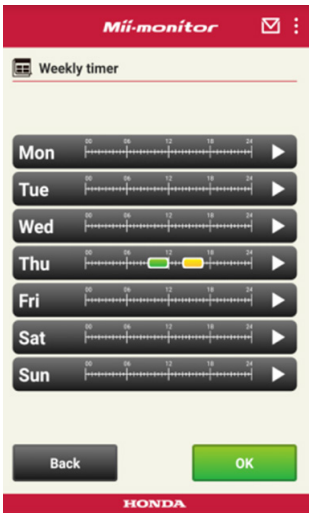 Mii-monitor
Weekly timer
Mon 00 06 12 18 24
Tue 00 06 12 18 24
Wed 00 06 12 18 24
Thu 00 06 12 18 24
Fri 00 06 12 18 24
Sat 00 06 12 18 24
Sun 00 06 12 18 24
Back OK
HONDA